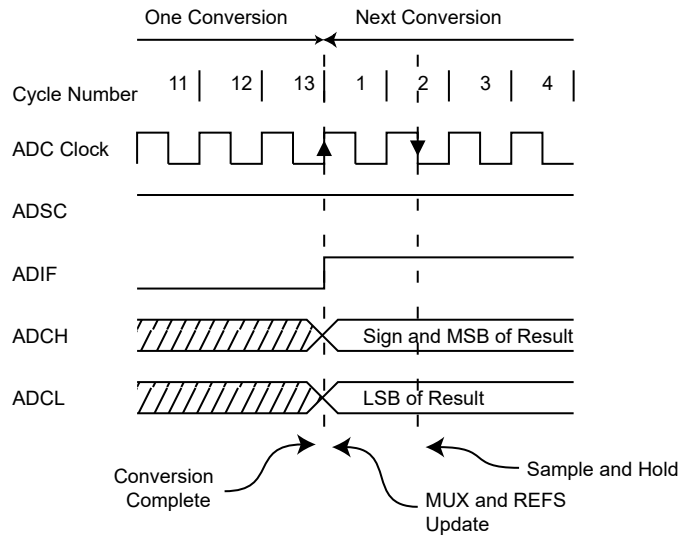 One Conversion Next Conversion
Cycle Number 11 12 13 1 2 3 4
ADC Clock
ADSC
ADIF
ADCH Sign and MSB of Result
ADCL LSB of Result
Conversion
Complete
MUX and REFS
Update
Sample and Hold